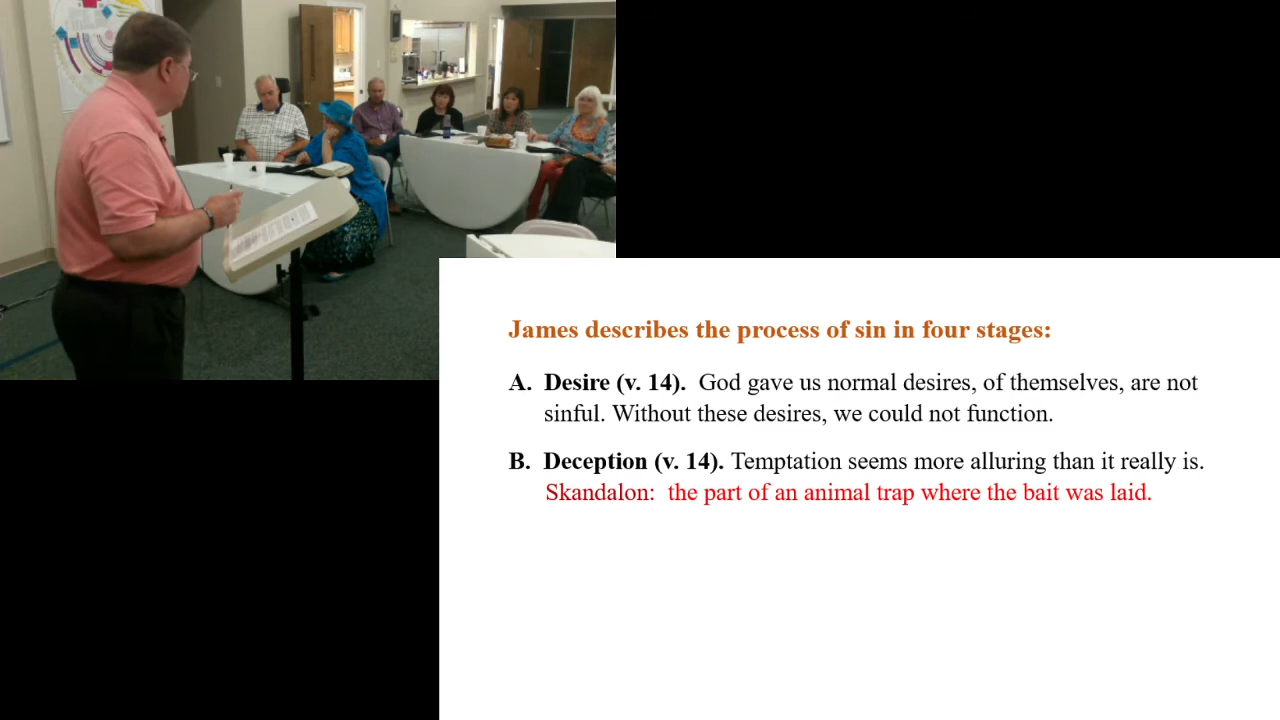 James describes the process of sin in four stages:
A. Desire (v. 14). God gave us normal desires, of themselves, are not
sinful. Without these desires, we could not function.
B. Deception (v. 14). Temptation seems more alluring than it really is.
Skandalon: the part of an animal trap where the bait was laid.